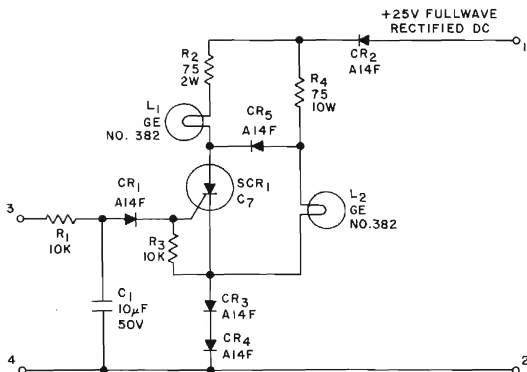 +25V FULLWAVE
RECTIFIED DC
1
R2
75
2W
CR2
A14F
R4
75
10W
L1
GE
NO. 382
CR5
A14F
CR1
A14F
SCR1
C7
L2
GE
NO.382
3
R1
10K
R3
10K
C1
10µF
50V
CR3
A14F
CR4
A14F
4
2